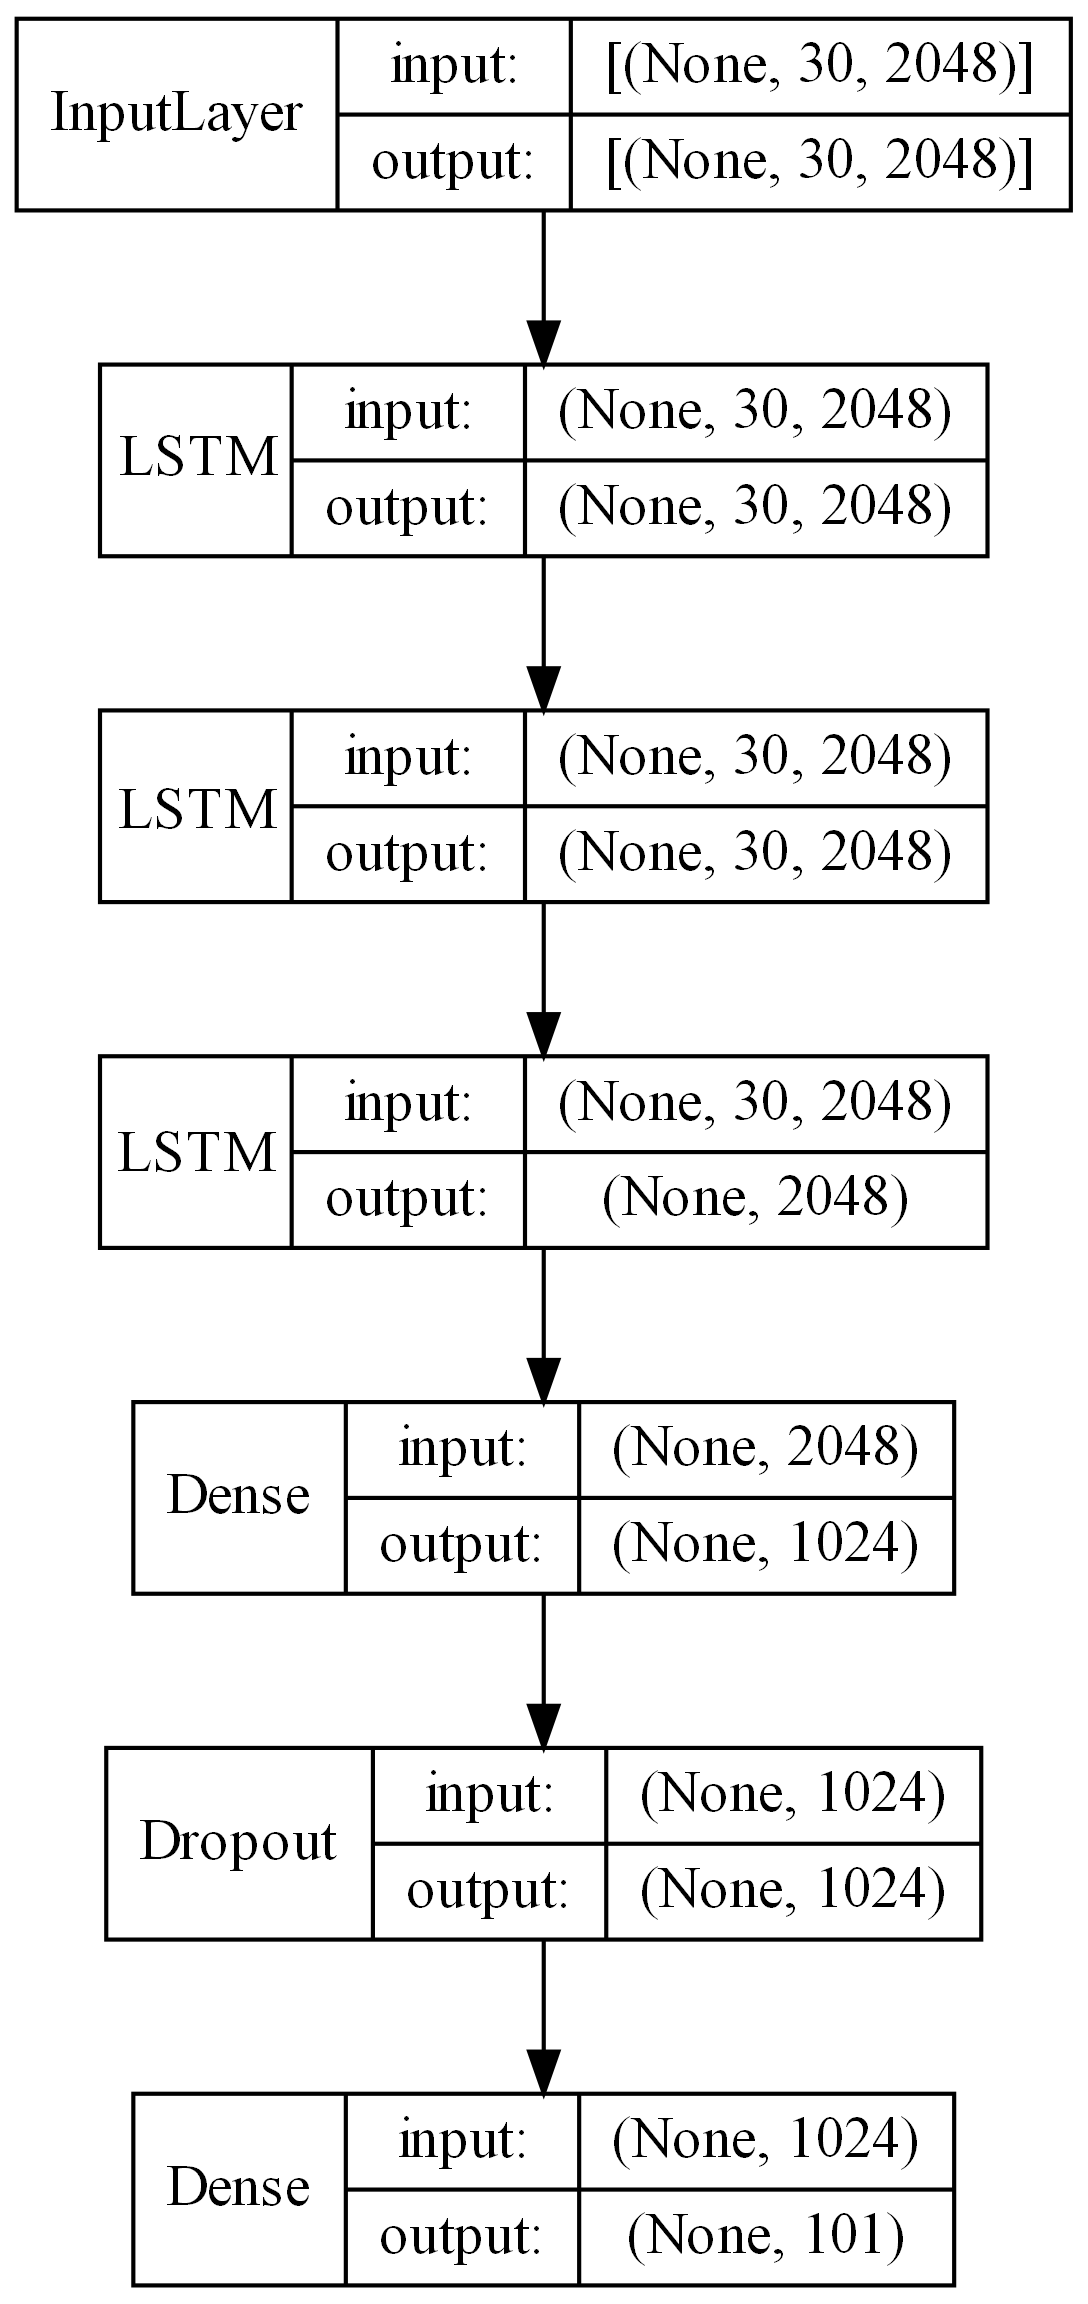 InputLayer
input: [(None, 30, 2048)]
output: [(None, 30, 2048)]
LSTM
input: (None, 30, 2048)
output: (None, 30, 2048)
LSTM
input: (None, 30, 2048)
output: (None, 30, 2048)
LSTM
input: (None, 30, 2048)
output: (None, 2048)
Dense
input: (None, 2048)
output: (None, 1024)
Dropout
input: (None, 1024)
output: (None, 1024)
Dense
input: (None, 1024)
output: (None, 101)